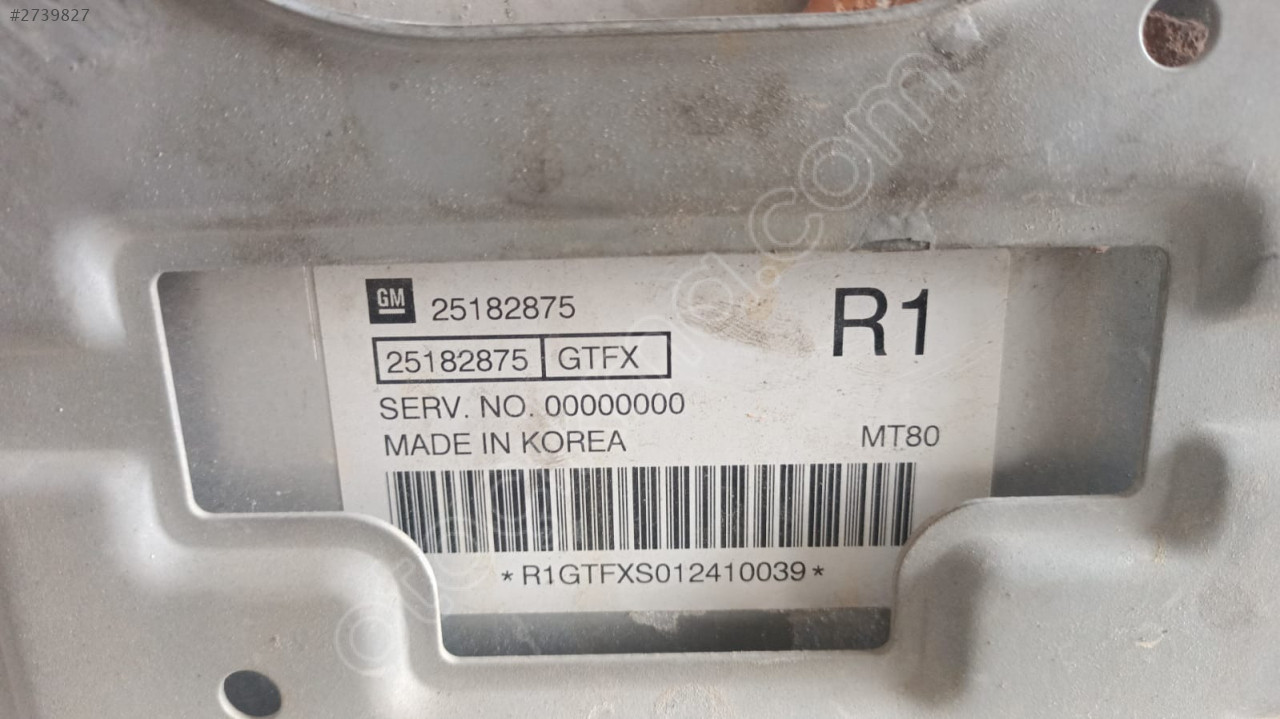 #2739827
GM 25182875 R1
25182875 GTFX
SERV. NO. 00000000
MADE IN KOREA MT80
*R1GTFXS012410039*